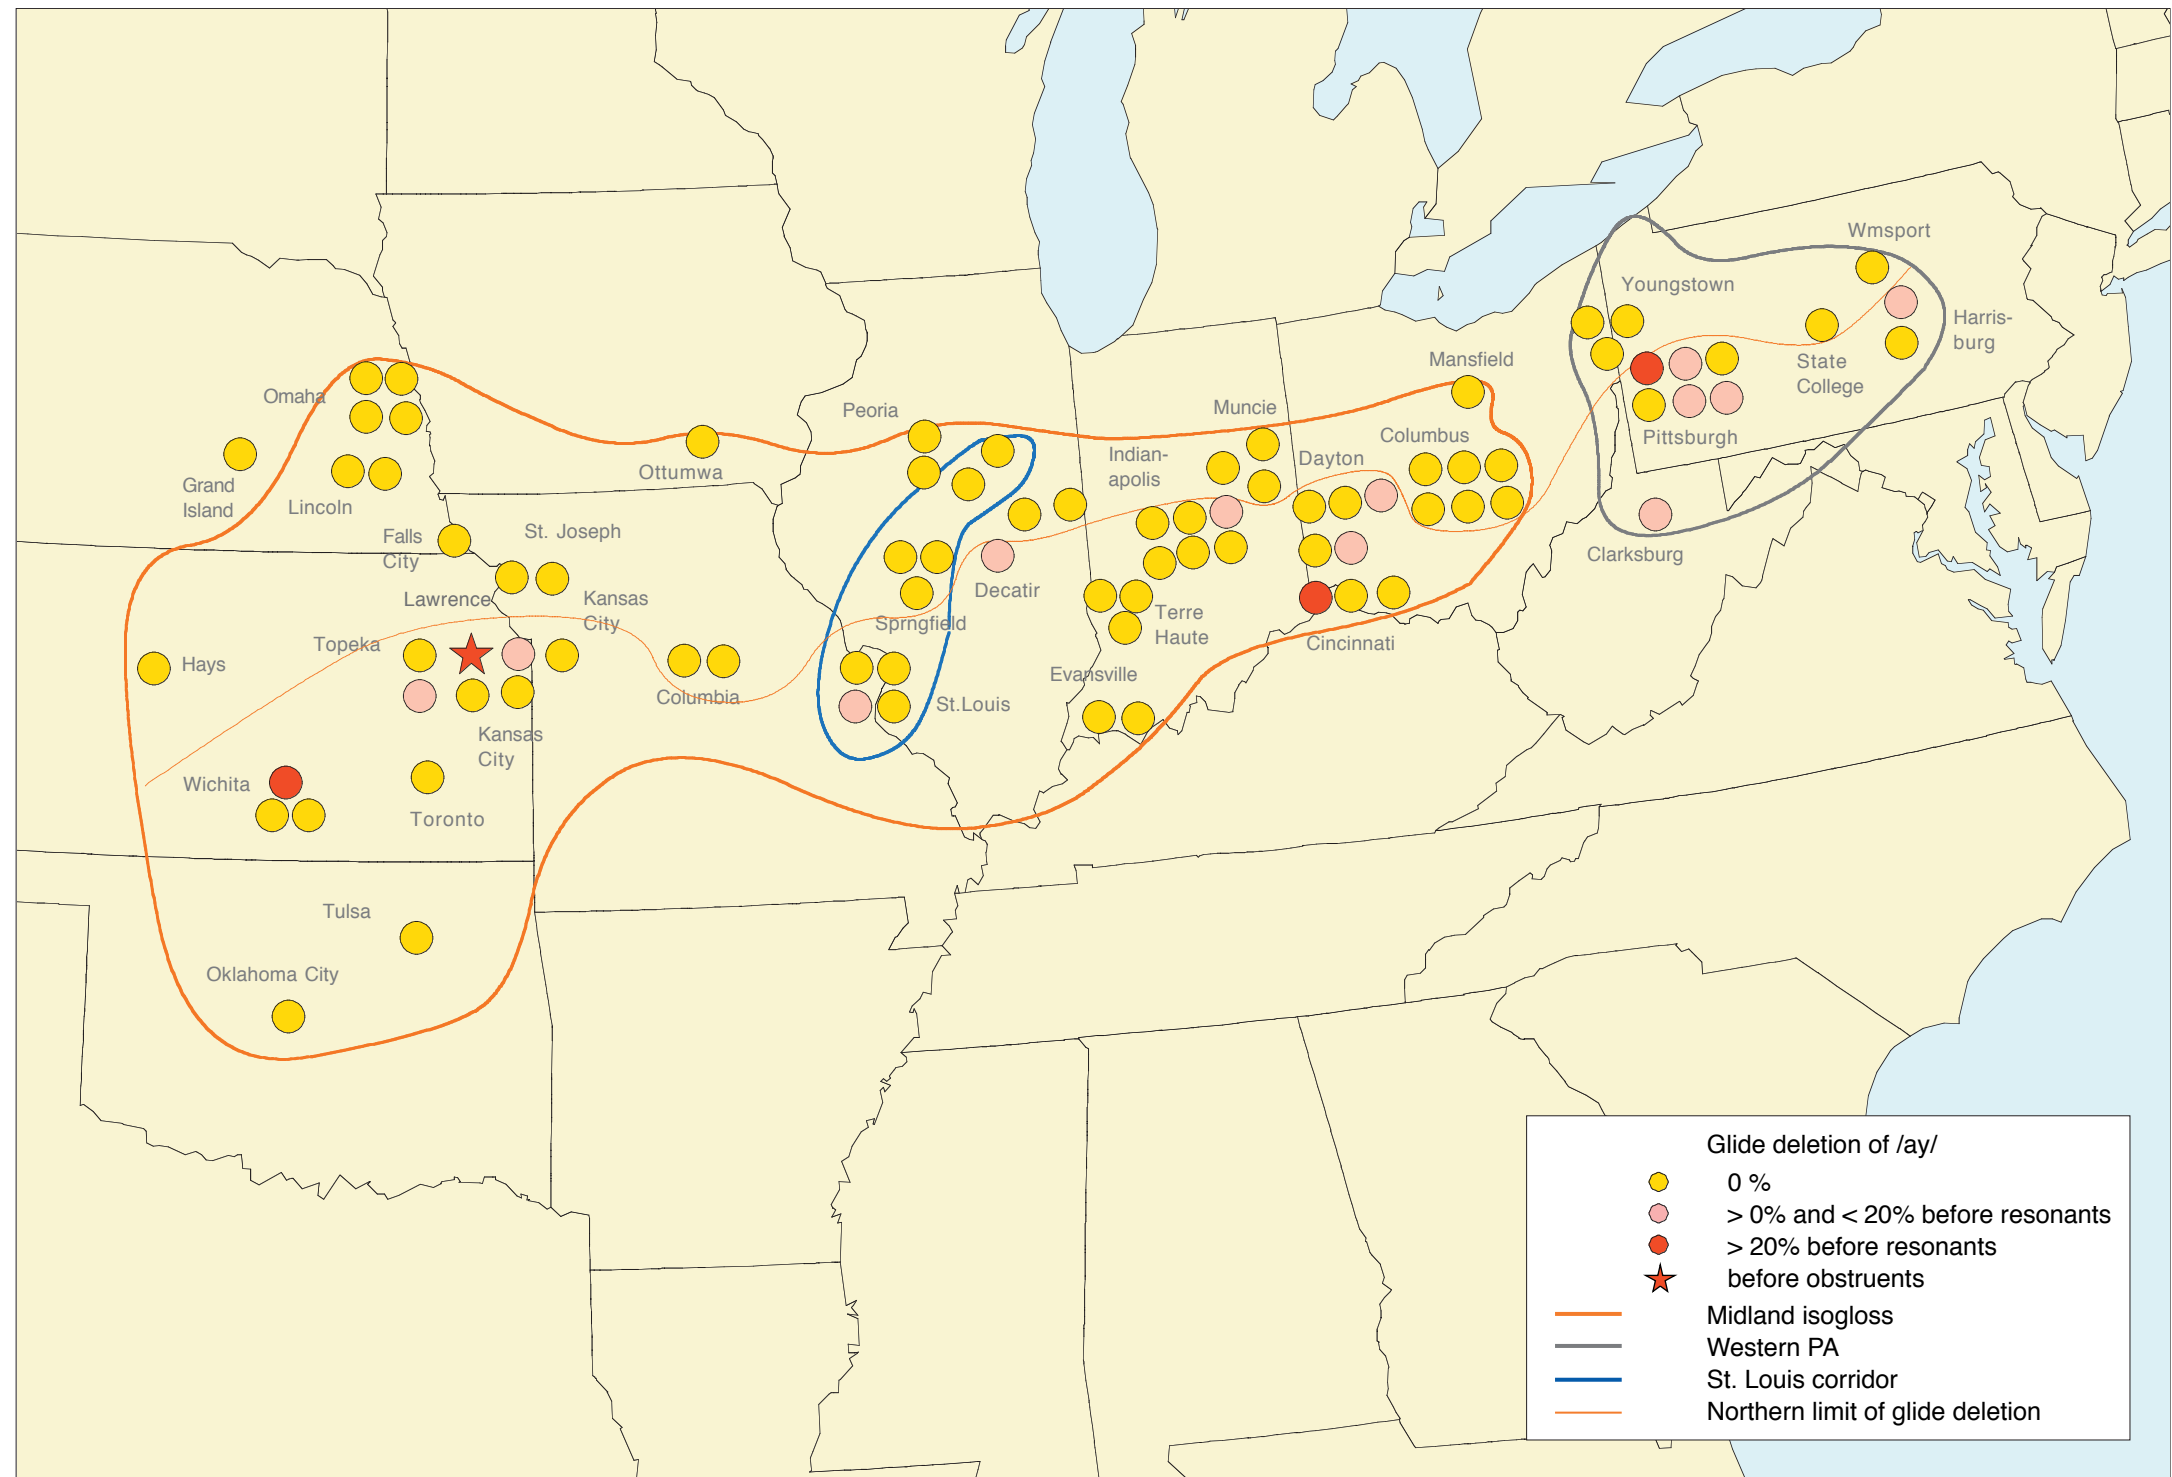 Wmsport
Youngstown
Harris-
burg
Mansfield
State
College
Omaha
Peoria
Muncie
Columbus
Pittsburgh
Indian-
apolis
Dayton
Ottumwa
Grand
Island
Lincoln
Falls
City
St. Joseph
Clarksburg
Lawrence
Kansas
City
Decatir
Sprngfield
Terre
Haute
Topeka
Cincinnati
Hays
Evansville
Columbia
St.Louis
Kansas
City
Wichita
Toronto
Tulsa
Oklahoma City
Glide deletion of /ay/
0 %
> 0% and < 20% before resonants
> 20% before resonants
before obstruents
Midland isogloss
Western PA
St. Louis corridor
Northern limit of glide deletion